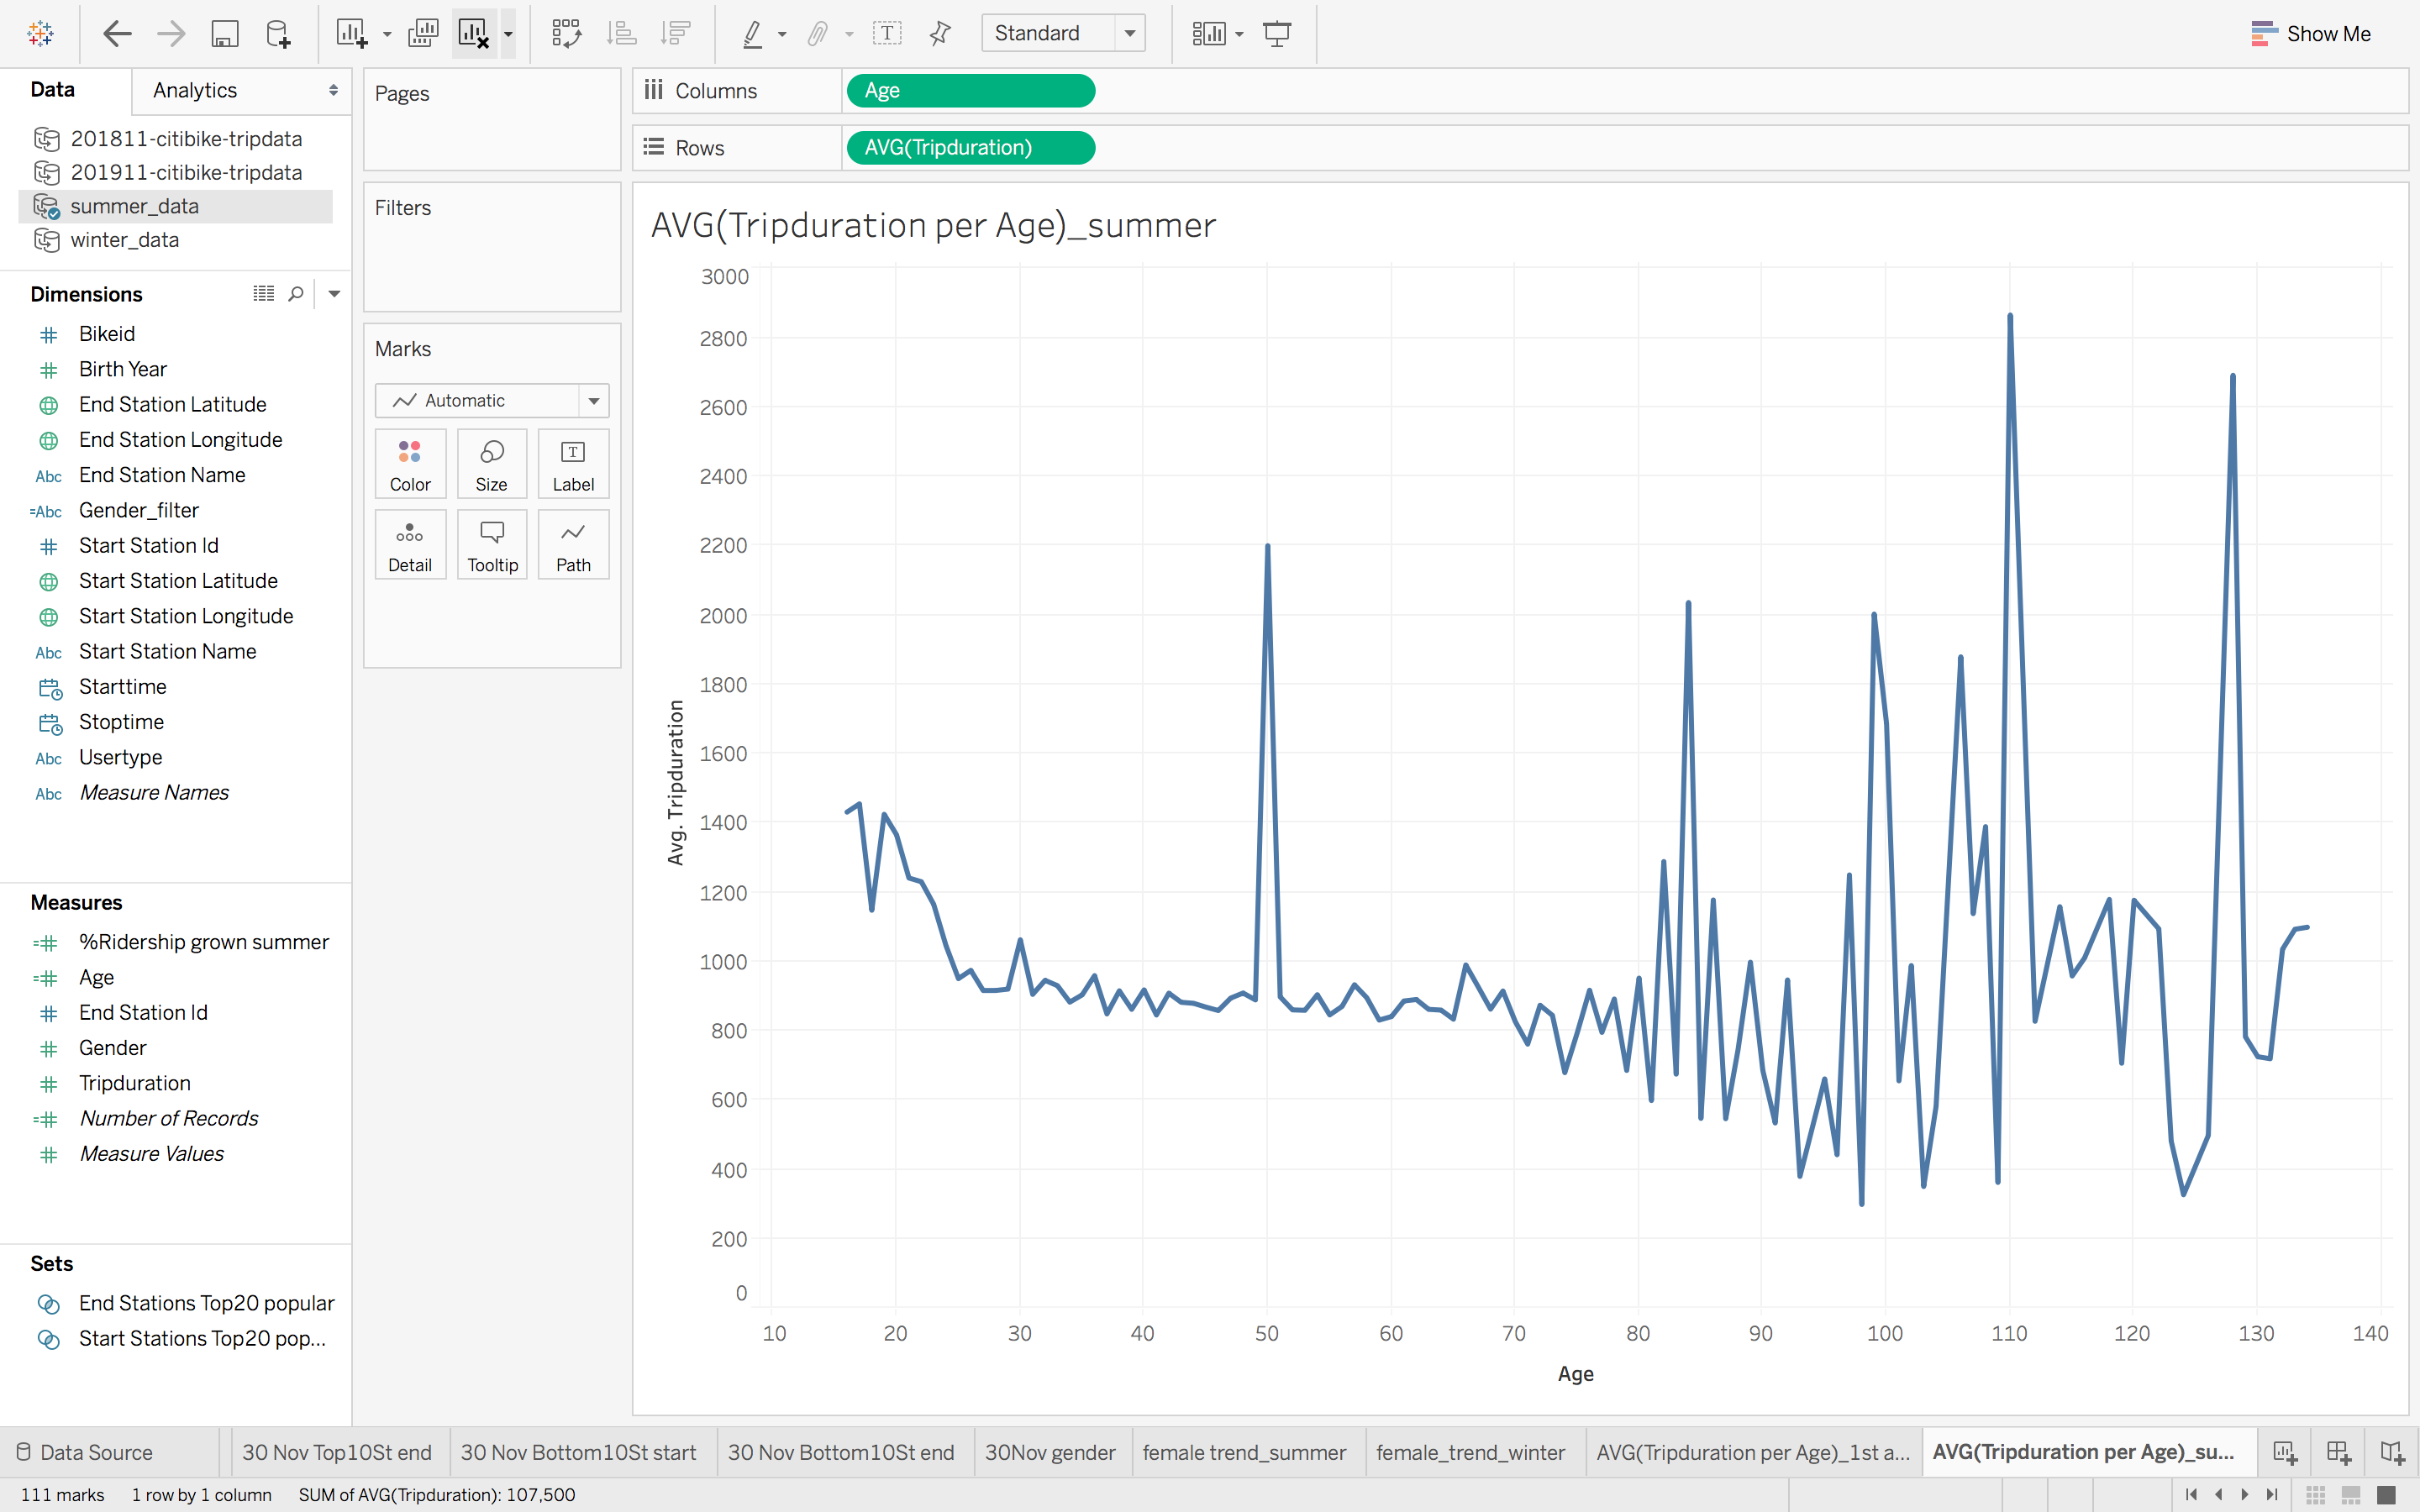 Standard
Show Me
Data
Analytics
201811-citibike-tripdata
201911-citibike-tripdata
summer_data
winter_data
Dimensions
Bikeid
Birth Year
End Station Latitude
End Station Longitude
Abc End Station Name
=Abc Gender_filter
Start Station Id
Start Station Latitude
Start Station Longitude
Abc Start Station Name
Starttime
Stoptime
Abc Usertype
Abc Measure Names
Measures
%Ridership grown summer
Age
End Station Id
Gender
Tripduration
Number of Records
Measure Values
Sets
End Stations Top20 popular
Start Stations Top20 pop...
Pages
Filters
Marks
Automatic
Color Size Label
Detail Tooltip Path
Columns Age
Rows AVG(Tripduration)
AVG(Tripduration per Age)_summer
3000
2800
2600
2400
2200
2000
1800
1600
1400
1200
1000
800
600
400
200
0
Avg. Tripduration
10 20 30 40 50 60 70 80 90 100 110 120 130 140
Age
Data Source 30 Nov Top10St end 30 Nov Bottom10St start 30 Nov Bottom10St end 30Nov gender female trend_summer female_trend_winter AVG(Tripduration per Age)_1st a... AVG(Tripduration per Age)_su...
111 marks 1 row by 1 column SUM of AVG(Tripduration): 107,500